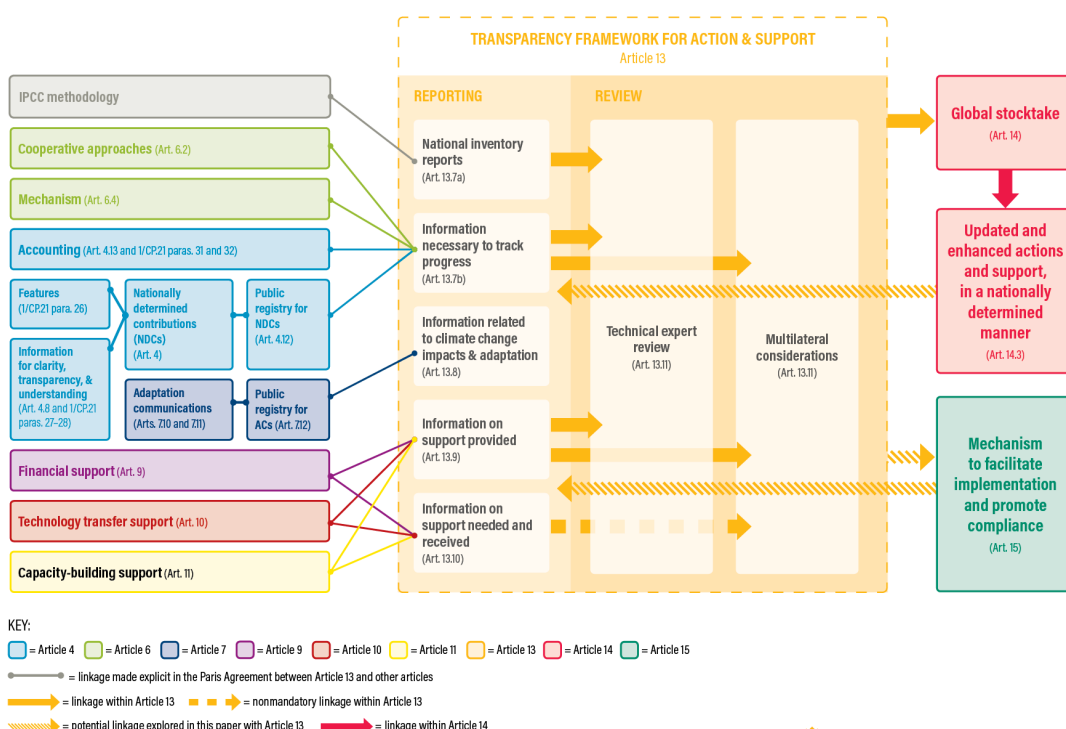 TRANSPARENCY FRAMEWORK FOR ACTION & SUPPORT
Article 13
REPORTING
REVIEW
IPCC methodology
Cooperative approaches (Art. 6.2)
Mechanism (Art. 6.4)
Accounting (Art. 4.13 and 1/CP.21 paras. 31 and 32)
Features
(1/CP.21 para. 26)
Information
for clarity,
transparency, &
understanding
(Art. 4.8 and 1/CP.21
paras. 27–28)
Nationally
determined
contributions
(NDCs)
(Art. 4)
Public
registry for
NDCs
(Art. 4.12)
Adaptation
communications
(Arts. 7.10 and 7.11)
Public
registry for
ACs (Art. 7.12)
Financial support (Art. 9)
Technology transfer support (Art. 10)
Capacity-building support (Art. 11)
National inventory
reports
(Art. 13.7a)
Information
necessary to track
progress
(Art. 13.7b)
Information related
to climate change
impacts & adaptation
(Art. 13.8)
Information on
support provided
(Art. 13.9)
Information on
support needed and
received
(Art. 13.10)
Technical expert
review
(Art. 13.11)
Multilateral
considerations
(Art. 13.11)
Global stocktake
(Art. 14)
Updated and
enhanced actions
and support,
in a nationally
determined
manner
(Art. 14.3)
Mechanism
to facilitate
implementation
and promote
compliance
(Art. 15)
KEY:
= Article 4 = Article 6 = Article 7 = Article 9 = Article 10 = Article 11 = Article 13 = Article 14 = Article 15
= linkage made explicit in the Paris Agreement between Article 13 and other articles
= linkage within Article 13 = nonmandatory linkage within Article 13
= potential linkage explored in this paper with Article 13 = linkage within Article 14